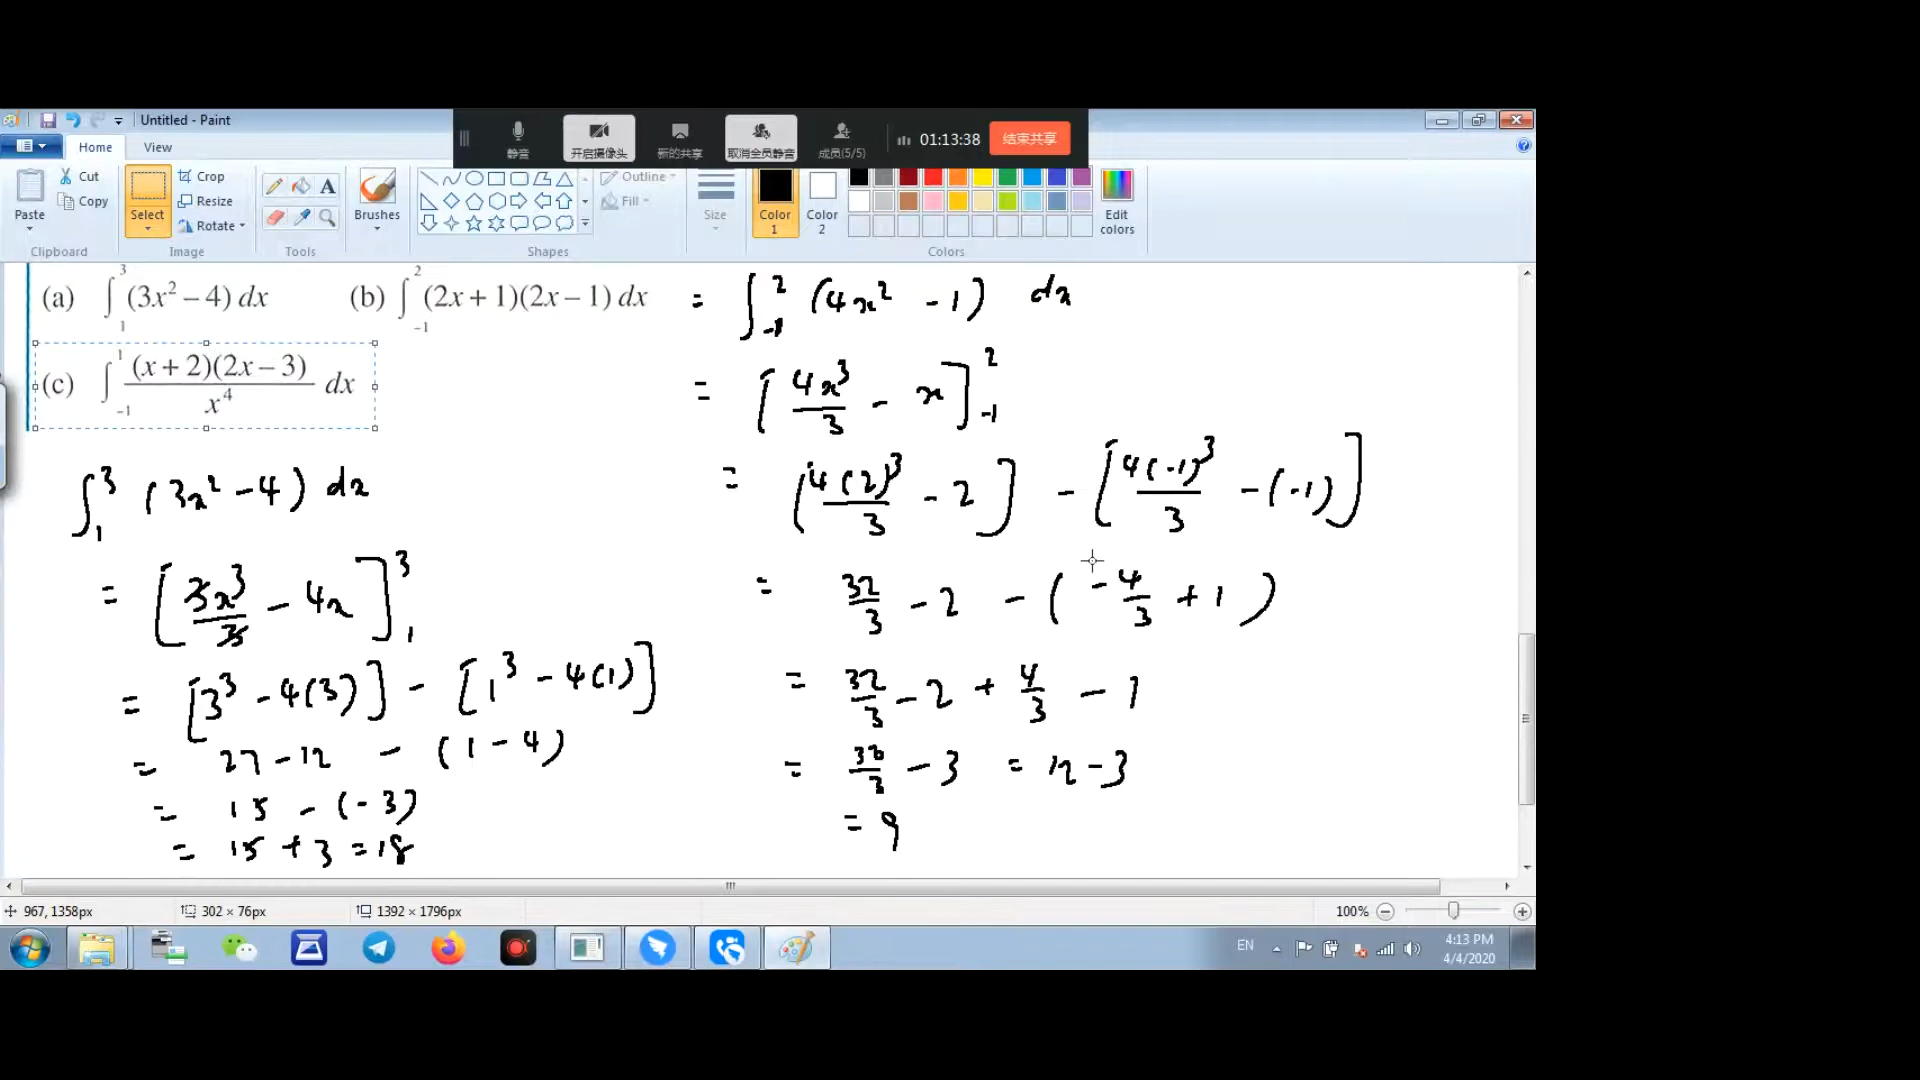 Untitled - Paint
静音 开启摄像头 新的共享 取消全员静音 成员(5/5) 01:13:38 结束共享
Home View
Paste Cut Copy Select Crop Resize Rotate Brushes Outline Fill Size Color 1 Color 2 Edit colors
Clipboard Image Tools Shapes Colors
(a) ∫₁³ (3x² − 4) dx (b) ∫₋₁² (2x + 1)(2x − 1) dx
(c) ∫₋₁¹ (x + 2)(2x − 3)/x⁴ dx
∫₁³ (3x² − 4) dx
= [3x³/3 − 4x]₁³
= [3³ − 4(3)] − [1³ − 4(1)]
= 27 − 12 − (1 − 4)
= 15 − (−3)
= 15 + 3 = 18
= ∫₋₁² (4x² − 1) dx
= [4x³/3 − x]₋₁²
= [4(2)³/3 − 2] − [4(−1)³/3 − (−1)]
= 32/3 − 2 − (−4/3 + 1)
= 32/3 − 2 + 4/3 − 1
= 36/3 − 3 = 12 − 3
= 9
967, 1358px 302 × 76px 1392 × 1796px 100%
EN 4:13 PM
4/4/2020